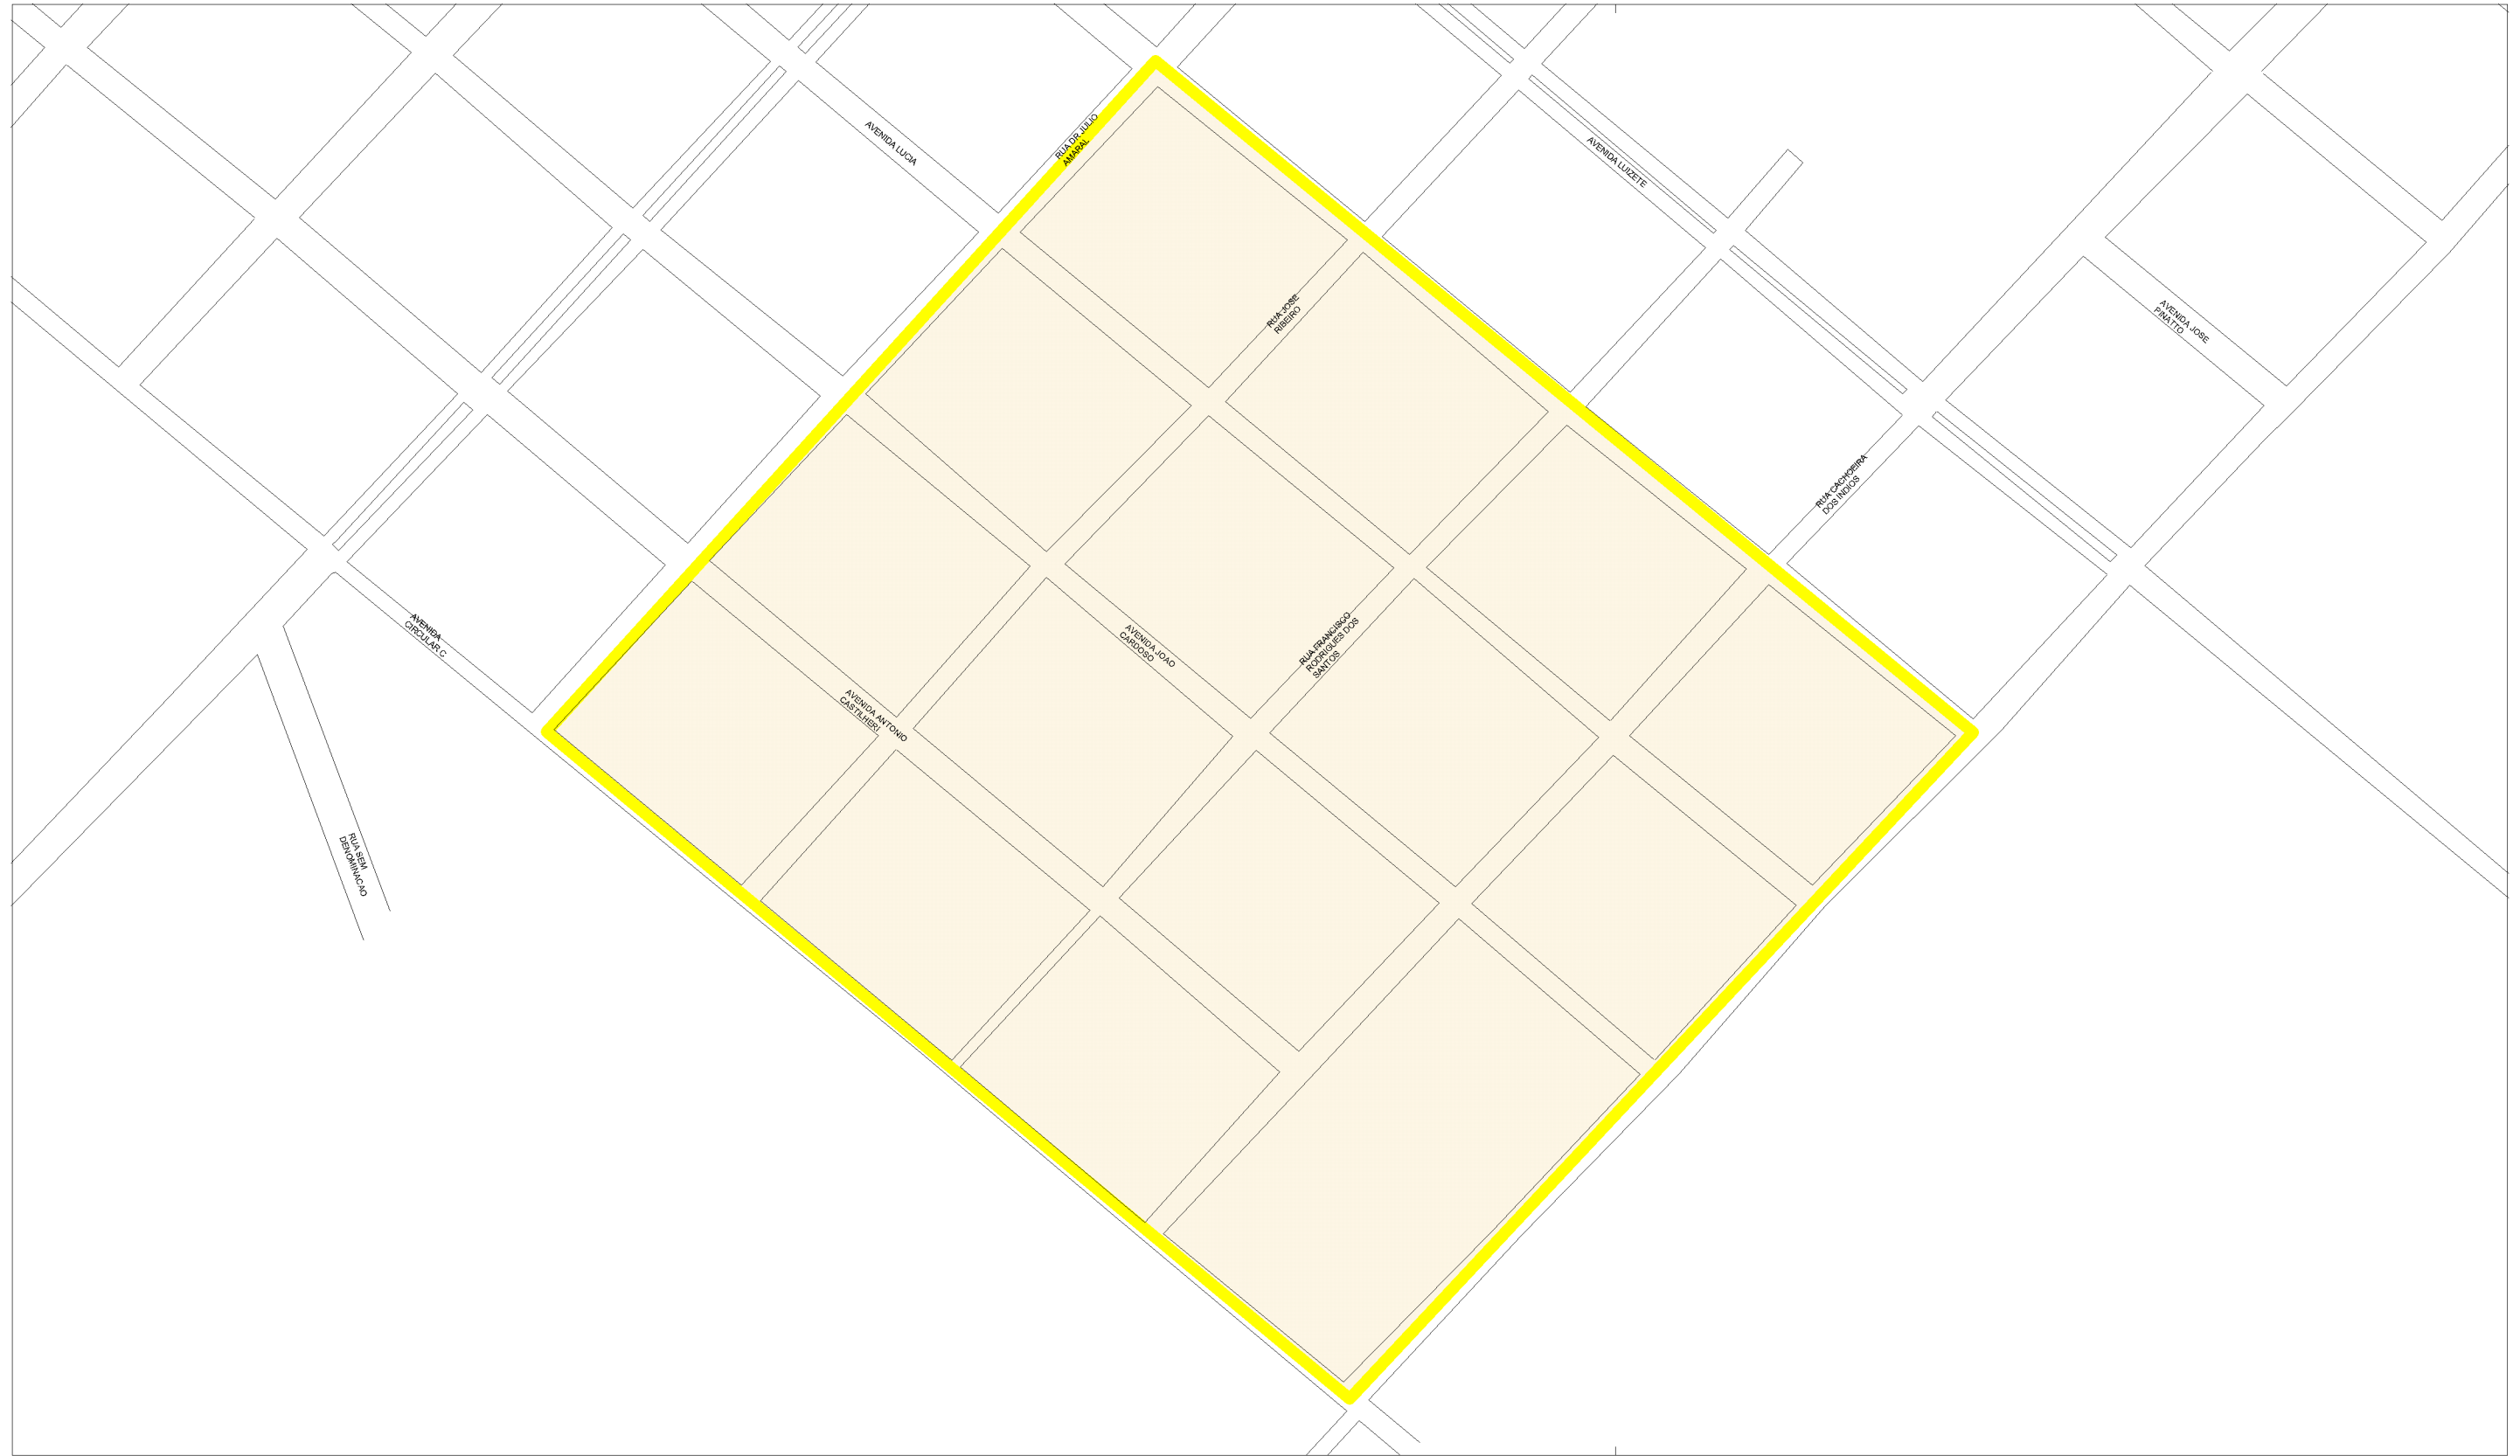 RUA DR JULIO
AMARAL
AVENIDA LUCIA
AVENIDA LUIZETE
RUA JOSE
RIBEIRO
AVENIDA JOSE
PINATTO
RUA CACHOEIRA
DOS INDIOS
AVENIDA
CIRCULAR C
AVENIDA JOAO
CARDOSO
RUA FRANCISCO
RODRIGUES DOS
SANTOS
AVENIDA ANTONIO
CASTILHERI
RUA SEM
DENOMINACAO